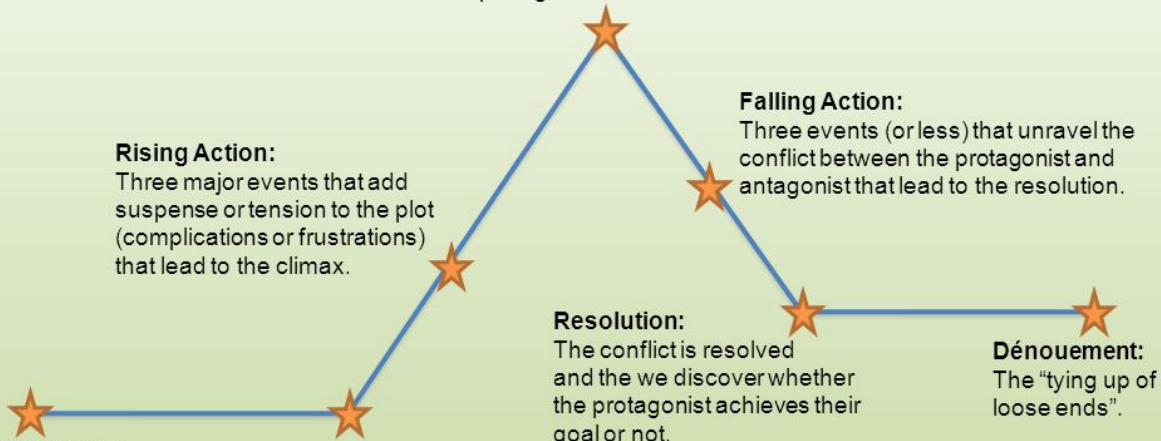 Rising Action:
Three major events that add
suspense or tension to the plot
(complications or frustrations)
that lead to the climax.
Falling Action:
Three events (or less) that unravel the
conflict between the protagonist and
antagonist that lead to the resolution.
Resolution:
The conflict is resolved
and the we discover whether
the protagonist achieves their
goal or not.
Dénouement:
The “tying up of
loose ends”.